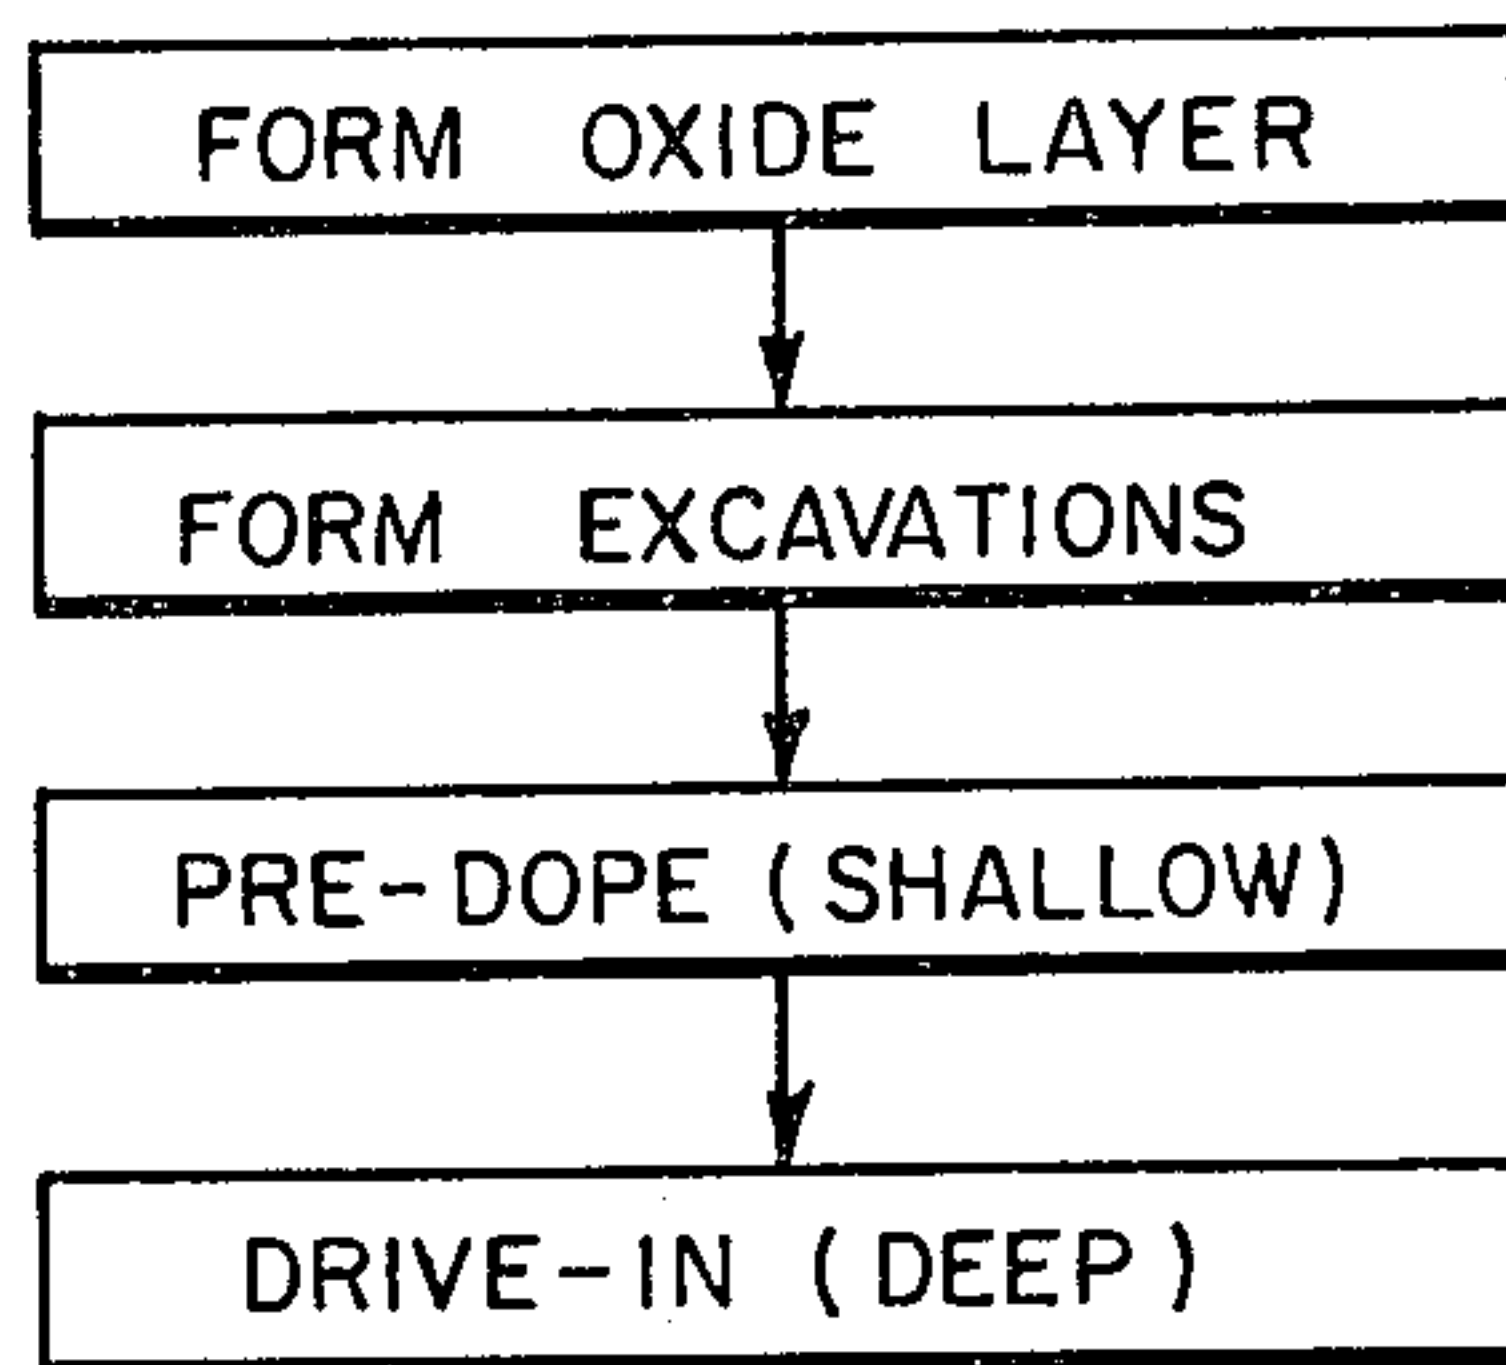 FORM OXIDE LAYER
FORM EXCAVATIONS
PRE-DOPE (SHALLOW)
DRIVE-IN (DEEP)